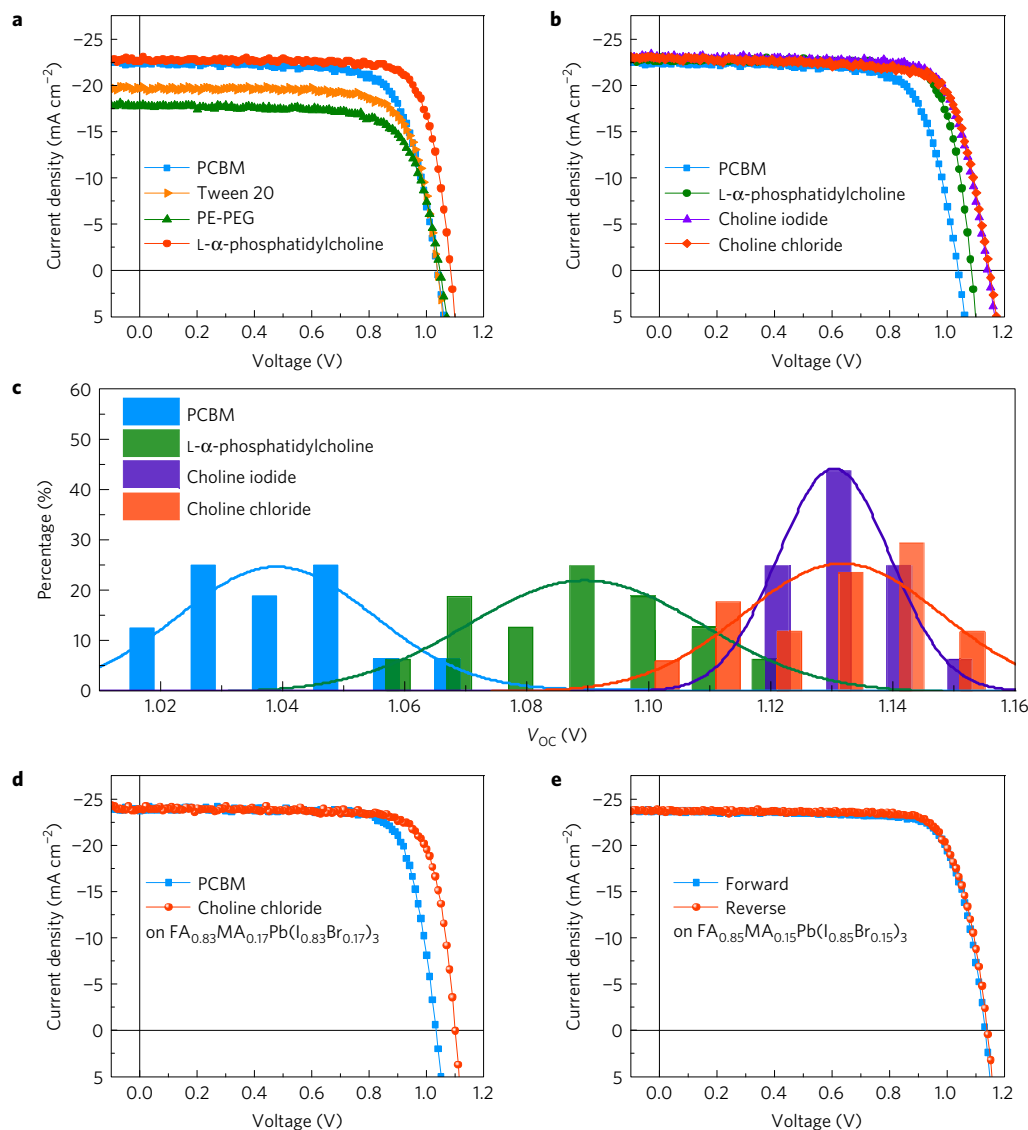 a
−25
−20
−15
−10
−5
0
5
0.0 0.2 0.4 0.6 0.8 1.0 1.2
Current density (mA cm−2)
Voltage (V)
PCBM
Tween 20
PE-PEG
L-α-phosphatidylcholine
b
−25
−20
−15
−10
−5
0
5
0.0 0.2 0.4 0.6 0.8 1.0 1.2
Current density (mA cm−2)
Voltage (V)
PCBM
L-α-phosphatidylcholine
Choline iodide
Choline chloride
c
60
50
40
30
20
10
0
1.02 1.04 1.06 1.08 1.10 1.12 1.14 1.16
Percentage (%)
VOC (V)
PCBM
L-α-phosphatidylcholine
Choline iodide
Choline chloride
d
−25
−20
−15
−10
−5
0
5
0.0 0.2 0.4 0.6 0.8 1.0 1.2
Current density (mA cm−2)
Voltage (V)
PCBM
Choline chloride
on FA0.83MA0.17Pb(I0.83Br0.17)3
e
−25
−20
−15
−10
−5
0
5
0.0 0.2 0.4 0.6 0.8 1.0 1.2
Current density (mA cm−2)
Voltage (V)
Forward
Reverse
on FA0.85MA0.15Pb(I0.85Br0.15)3